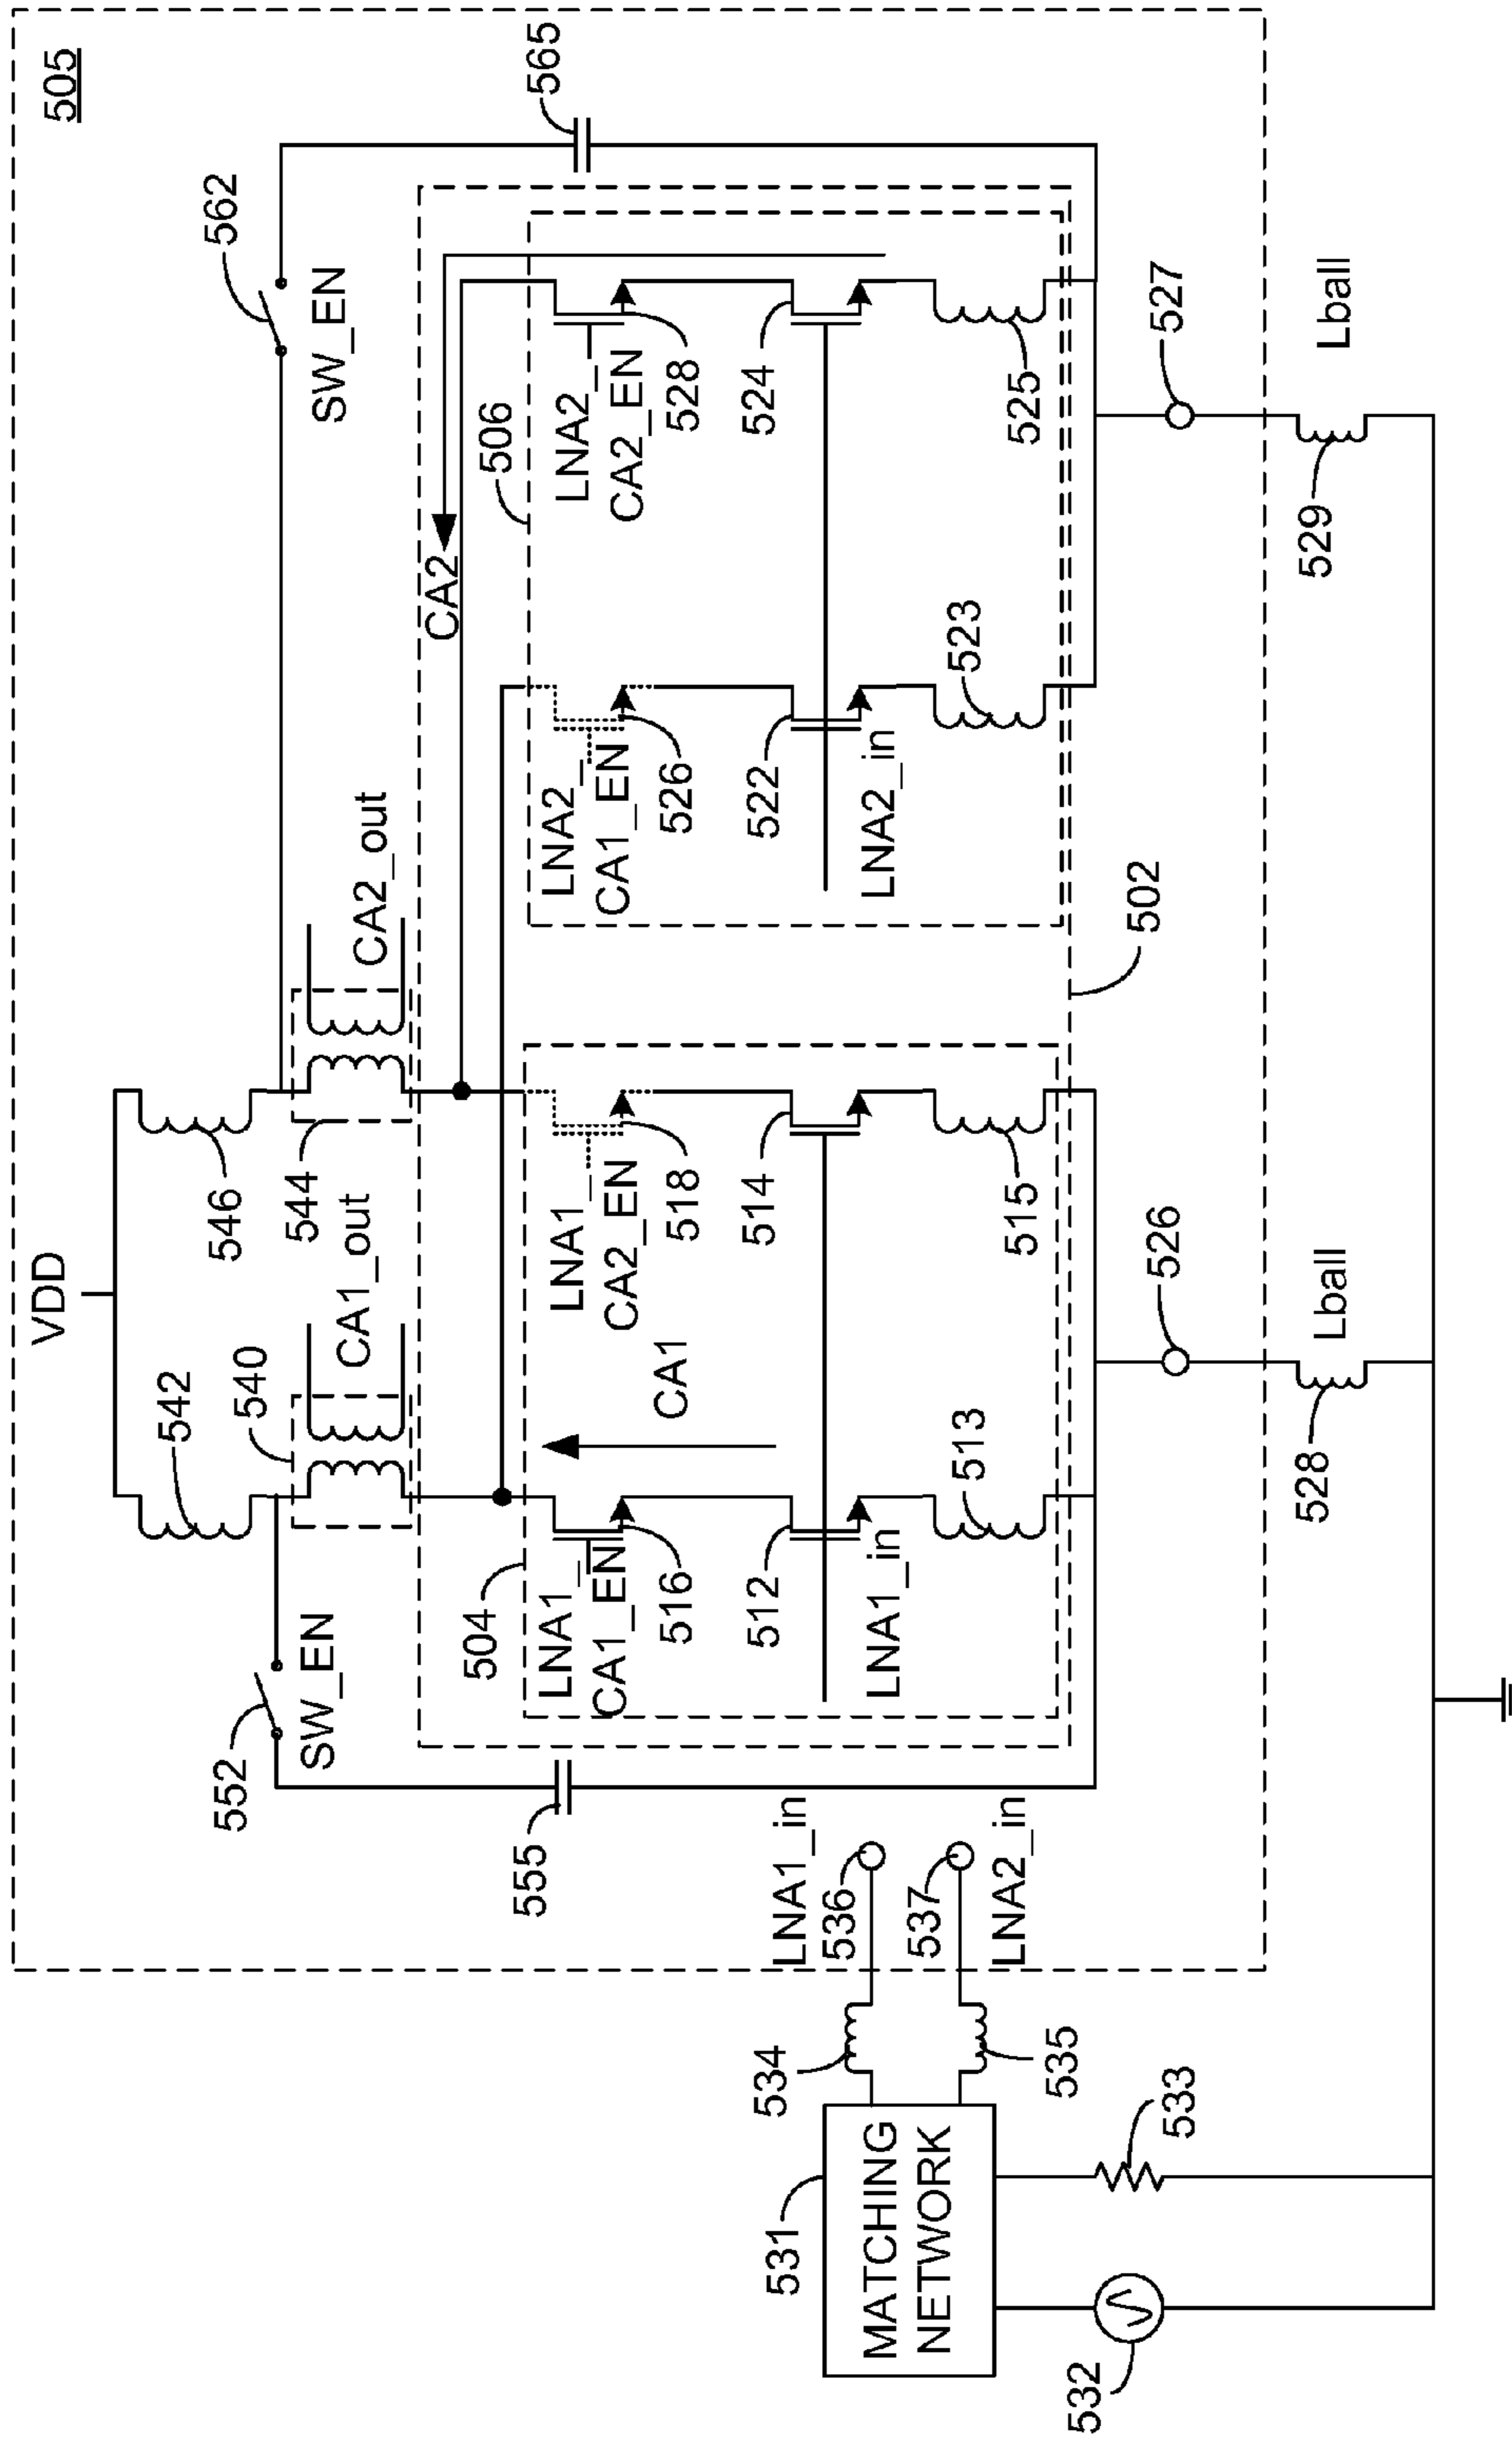 505
VDD
542
546
552
SW_EN
540
CA1_out
544
CA2_out
562
SW_EN
565
555
504
CA2
506
LNA1_
CA1_EN
516
CA1
LNA1_
CA2_EN
518
LNA2_
CA1_EN
526
LNA2_
CA2_EN
528
512
LNA1_in
514
522
LNA2_in
524
513
515
523
525
502
LNA1_in
536
537
LNA2_in
534
535
531
MATCHING
NETWORK
532
533
526
527
528
Lball
529
Lball